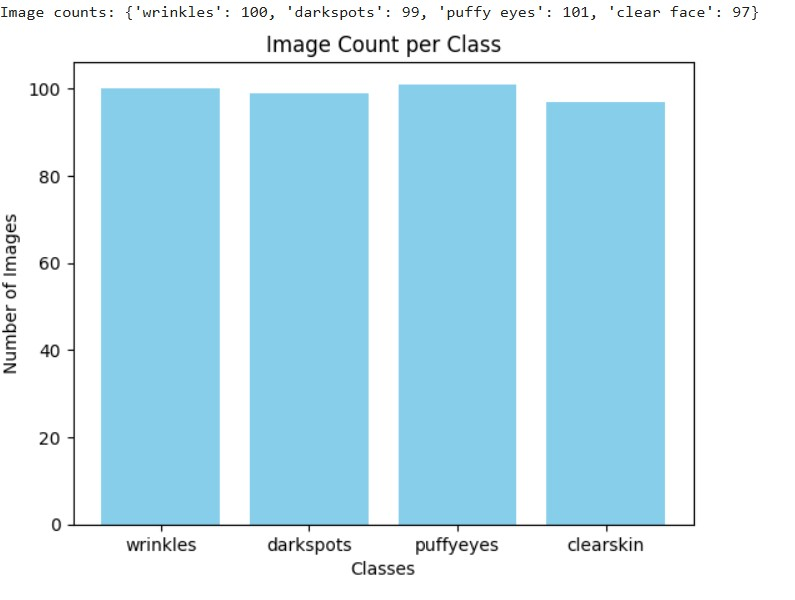 Image counts: {'wrinkles': 100, 'darkspots': 99, 'puffy eyes': 101, 'clear face': 97}
Image Count per Class
100
80
60
40
20
0
Number of Images
wrinkles darkspots puffyeyes clearskin
Classes